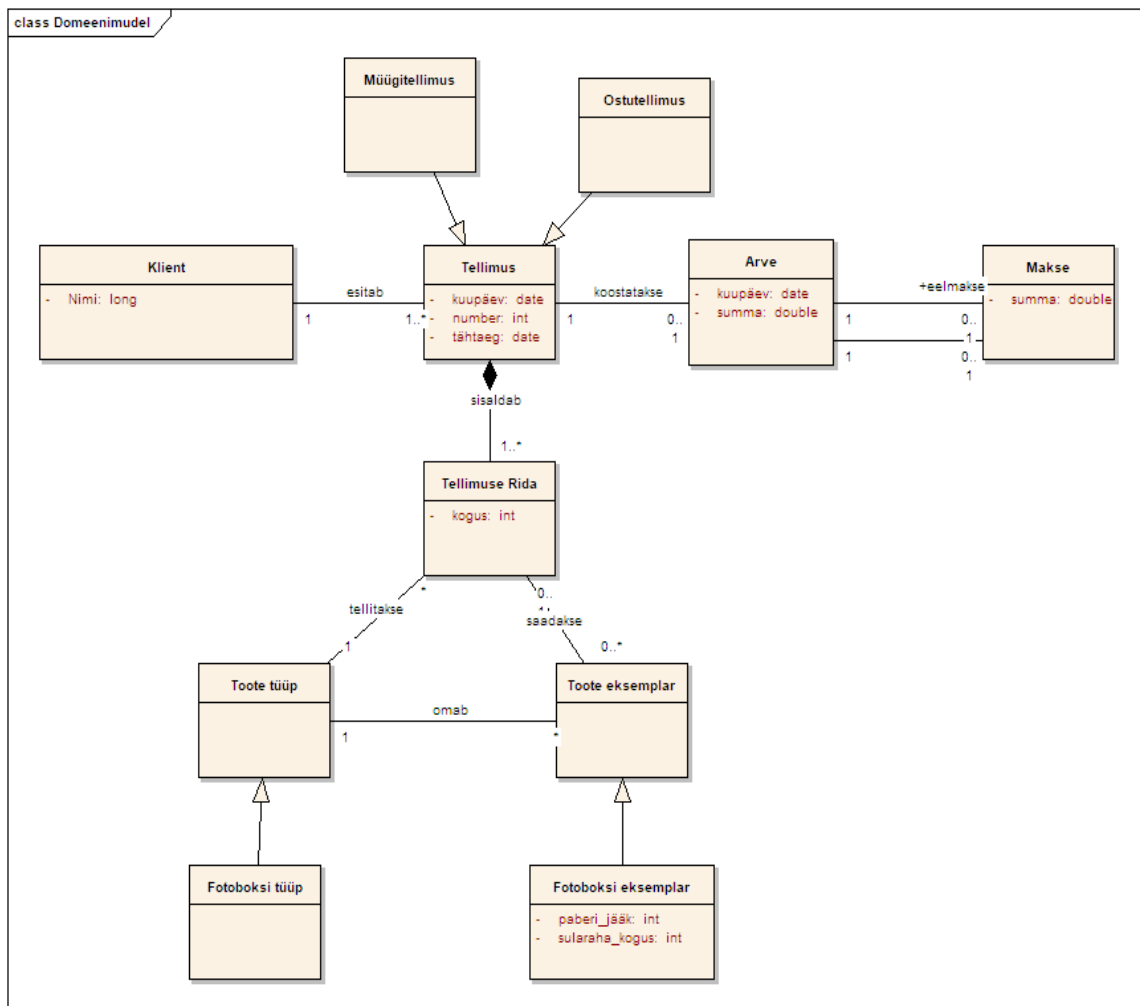 class Domeenimudel
Müügitellimus
Ostutellimus
Klient
- Nimi: long
esitab
1
1..*
Tellimus
- kuupäev: date
- number: int
- tähtaeg: date
koostatakse
1
0..
1
Arve
- kuupäev: date
- summa: double
+eelmakse
1
0..
1
1
0..
1
Makse
- summa: double
sisaldab
1..*
Tellimuse Rida
- kogus: int
*
tellitakse
1
0..
saadakse
0..*
Toote tüüp
Toote eksemplar
omab
1
*
Fotoboksi tüüp
Fotoboksi eksemplar
- paberi_jääk: int
- sularaha_kogus: int